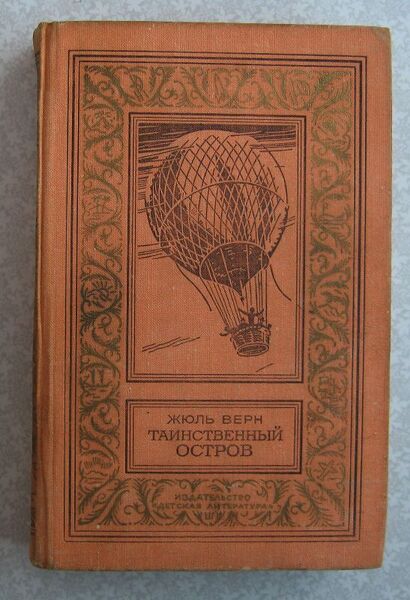 ЖЮЛЬ ВЕРН
ТАИНСТВЕННЫЙ
ОСТРОВ
ИЗДАТЕЛЬСТВО
«ДЕТСКАЯ ЛИТЕРАТУРА»